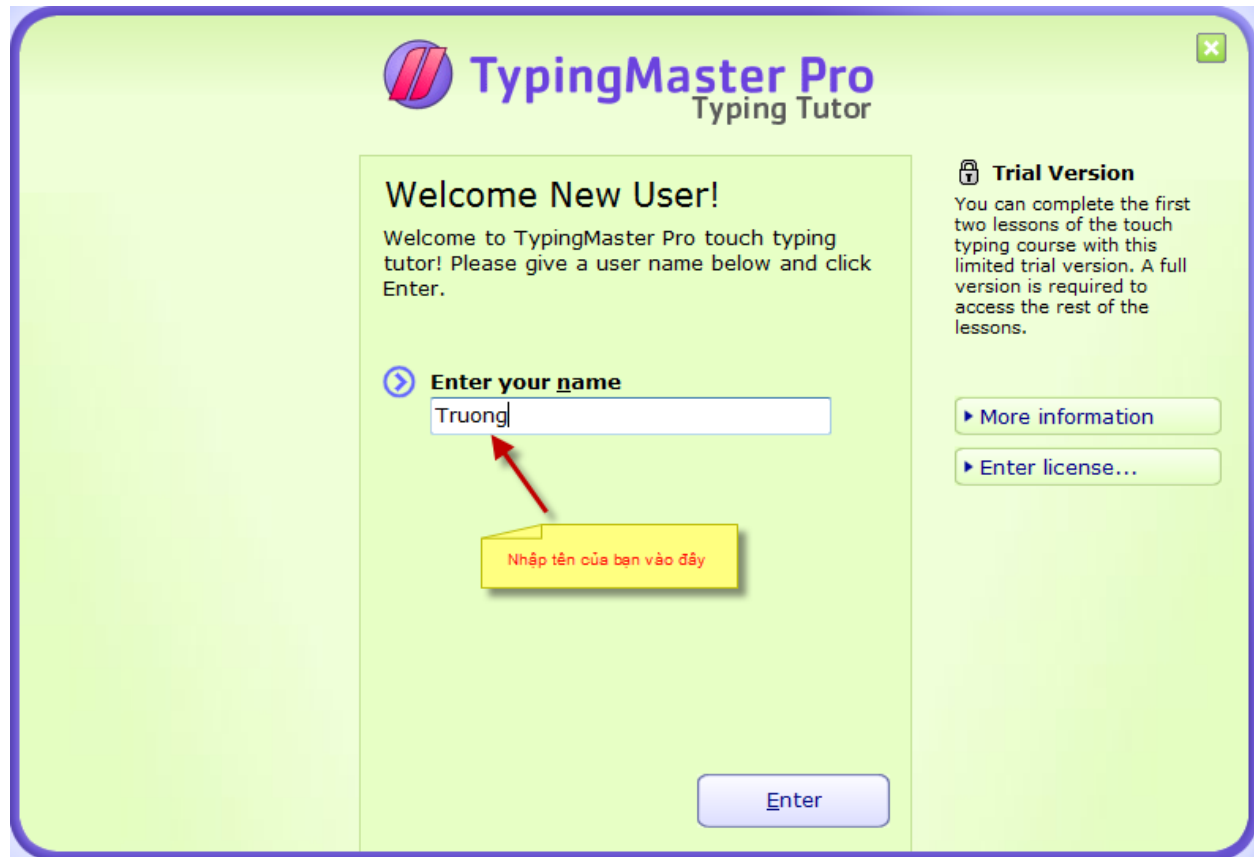 TypingMaster Pro
Typing Tutor
Welcome New User!
Welcome to TypingMaster Pro touch typing
tutor! Please give a user name below and click
Enter.
Enter your name
Truong
Nhập tên của bạn vào đây
Enter
Trial Version
You can complete the first
two lessons of the touch
typing course with this
limited trial version. A full
version is required to
access the rest of the
lessons.
More information
Enter license...